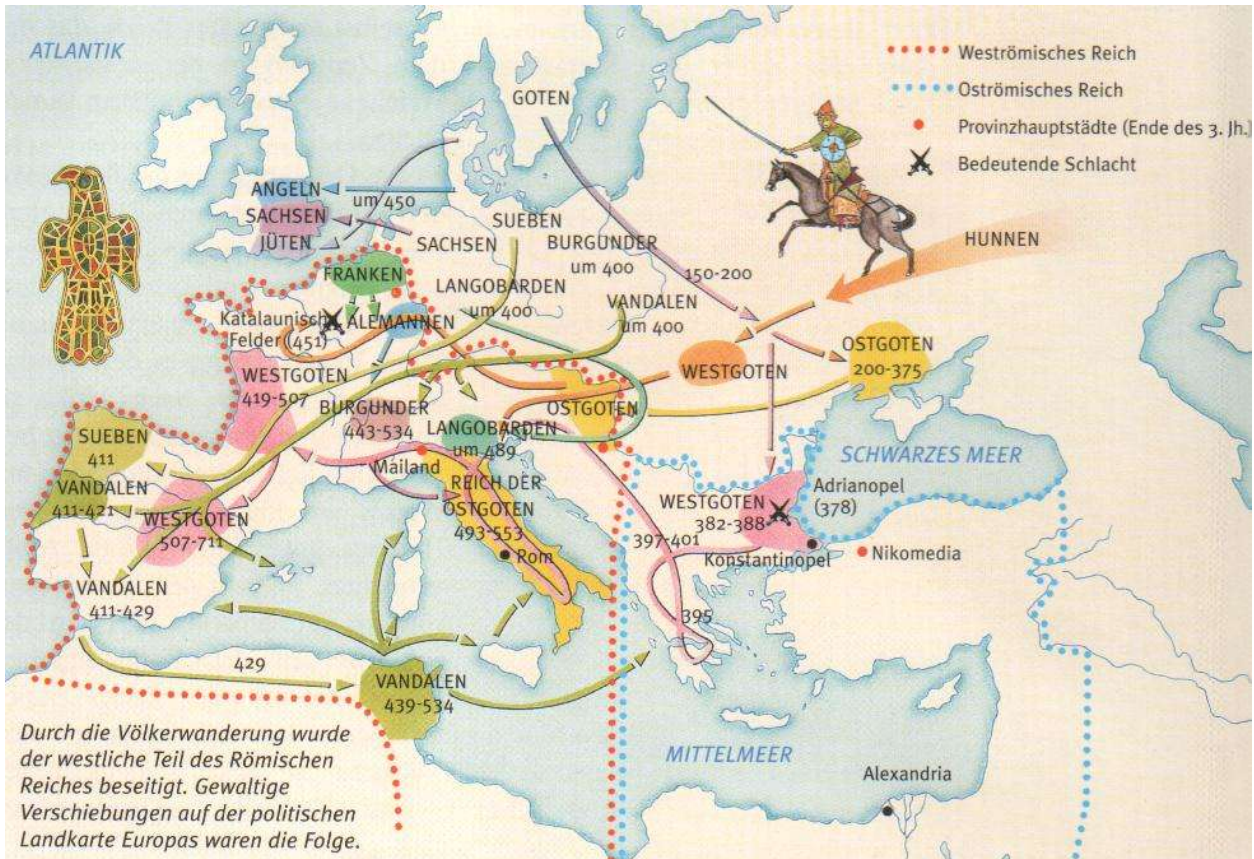 ATLANTIK
Weströmisches Reich
Oströmisches Reich
Provinzhauptstädte (Ende des 3. Jh.)
Bedeutende Schlacht
GOTEN
HUNNEN
ANGELN
um 450
SACHSEN
JÜTEN
SACHSEN
SUEBEN
BURGUNDER
um 400
150-200
FRANKEN
LANGOBARDEN
um 400
VANDALEN
um 400
Katalaunische
Felder (451)
ALEMANNEN
OSTGOTEN
200-375
WESTGOTEN
WESTGOTEN
419-507
BURGUNDER
443-534
OSTGOTEN
LANGOBARDEN
um 489
SUEBEN
411
SCHWARZES MEER
Mailand
VANDALEN
411-421
REICH DER
OSTGOTEN
493-553
WESTGOTEN
382-388
Adrianopel
(378)
WESTGOTEN
507-711
397-401
Rom
Konstantinopel
Nikomedia
VANDALEN
411-429
395
429
VANDALEN
439-534
MITTELMEER
Alexandria
Durch die Völkerwanderung wurde
der westliche Teil des Römischen
Reiches beseitigt. Gewaltige
Verschiebungen auf der politischen
Landkarte Europas waren die Folge.